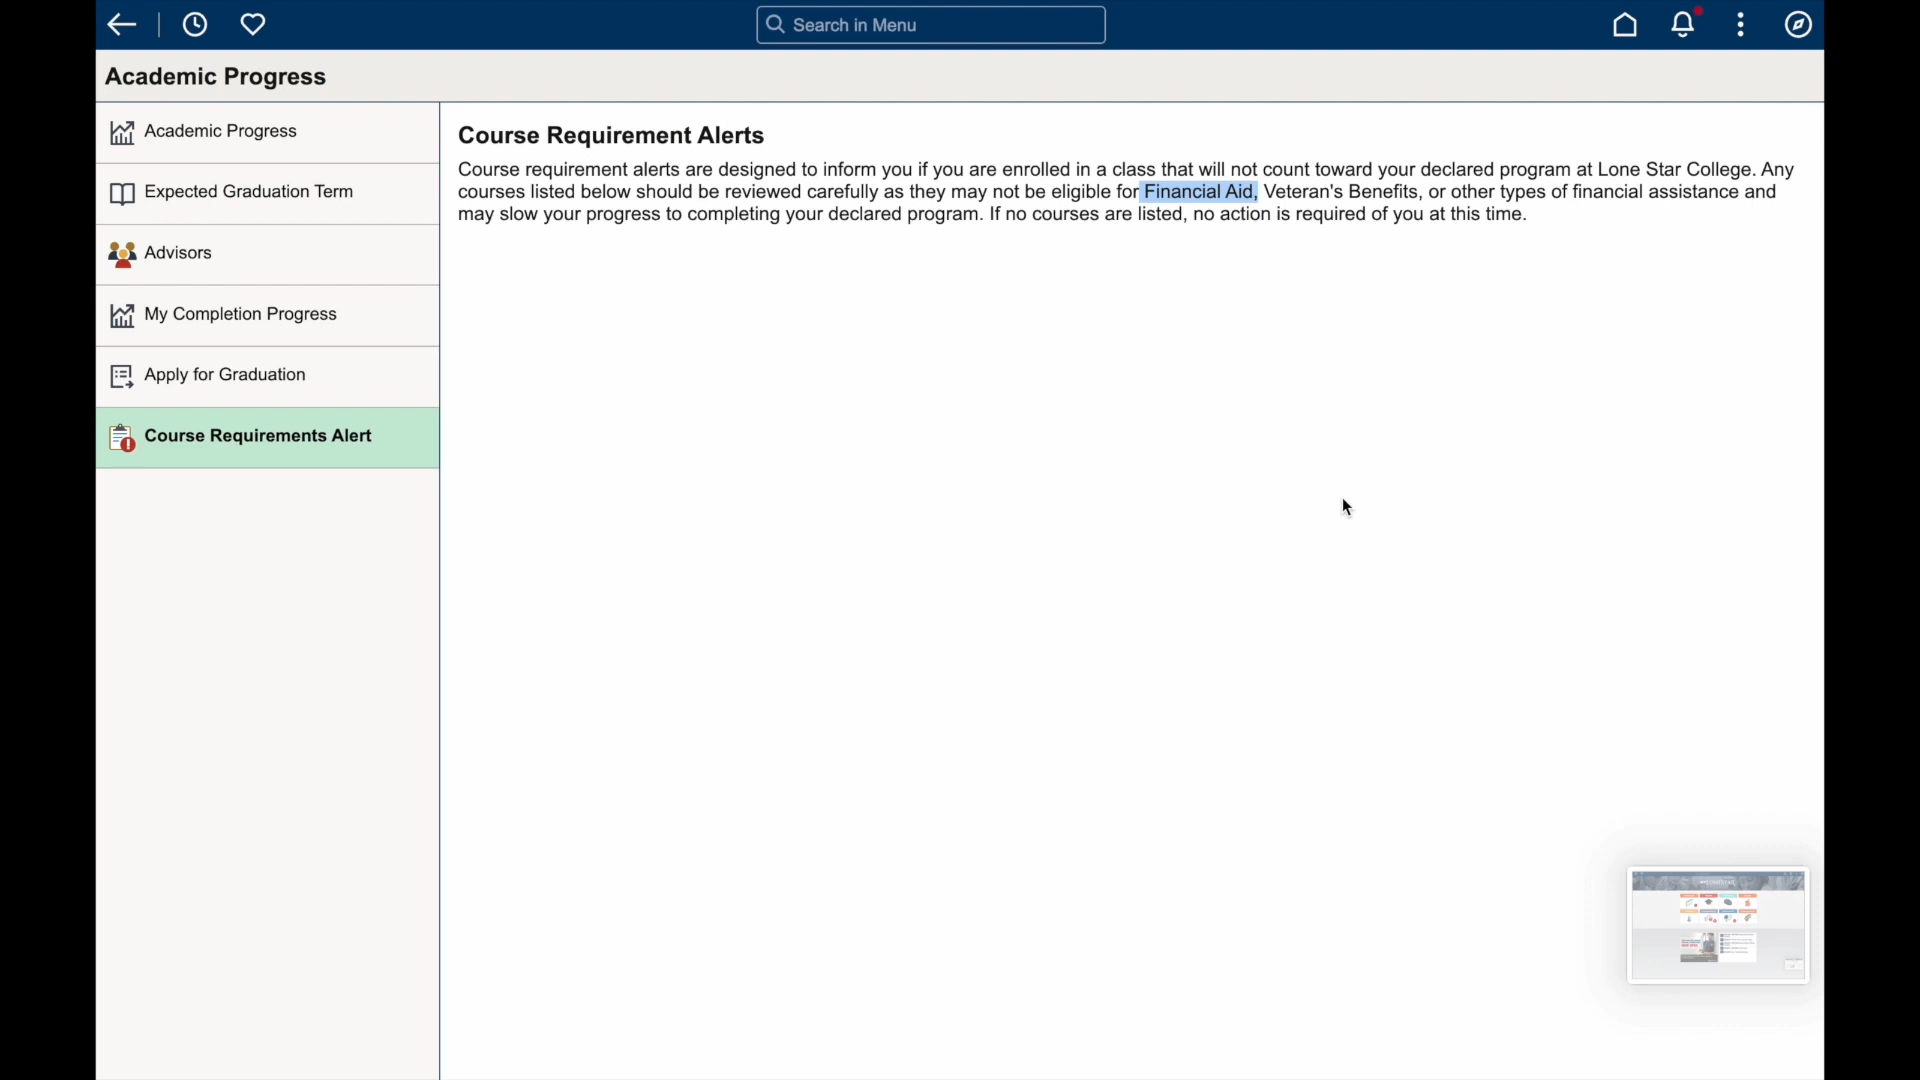 Search in Menu
Academic Progress
Academic Progress
Expected Graduation Term
Advisors
My Completion Progress
Apply for Graduation
Course Requirements Alert
Course Requirement Alerts
Course requirement alerts are designed to inform you if you are enrolled in a class that will not count toward your declared program at Lone Star College. Any
courses listed below should be reviewed carefully as they may not be eligible for Financial Aid, Veteran's Benefits, or other types of financial assistance and
may slow your progress to completing your declared program. If no courses are listed, no action is required of you at this time.